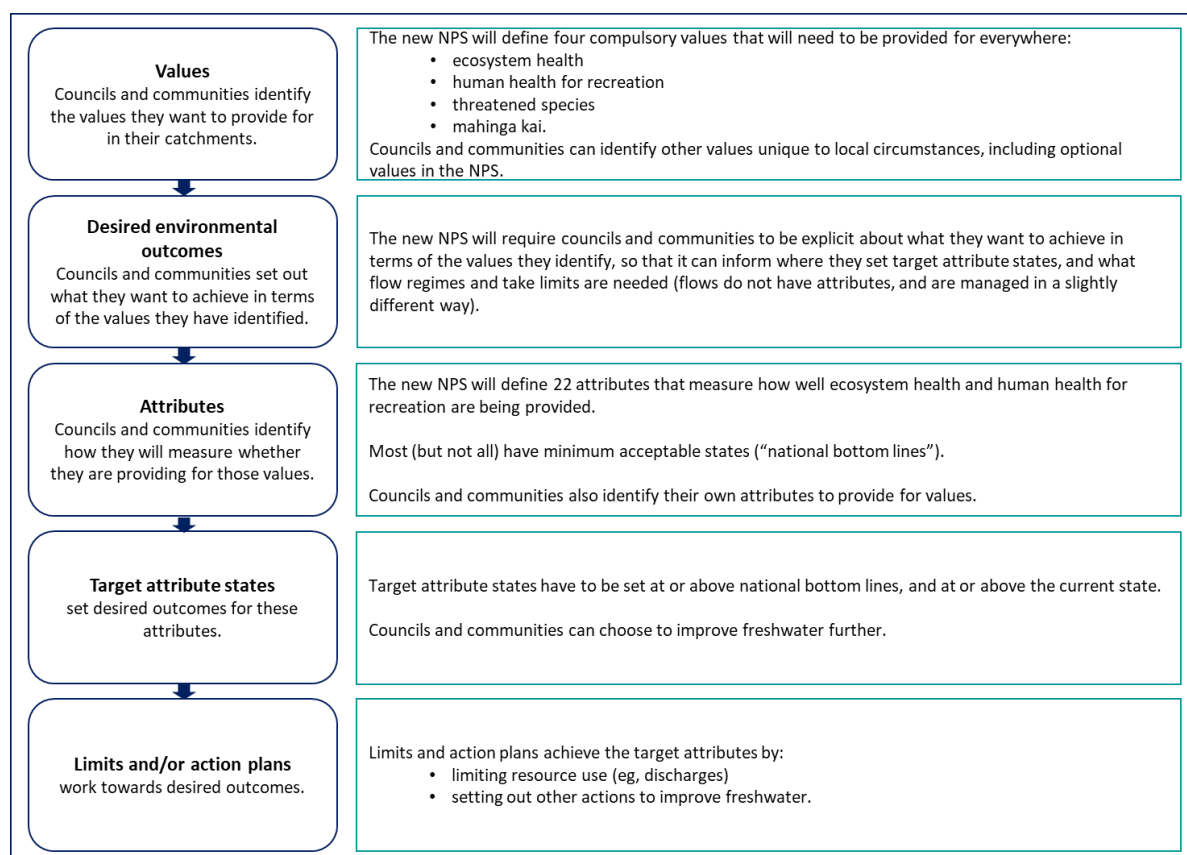 Values
Councils and communities identify
the values they want to provide for
in their catchments.
The new NPS will define four compulsory values that will need to be provided for everywhere:
• ecosystem health
• human health for recreation
• threatened species
• mahinga kai.
Councils and communities can identify other values unique to local circumstances, including optional
values in the NPS.
Desired environmental
outcomes
Councils and communities set out
what they want to achieve in terms
of the values they have identified.
The new NPS will require councils and communities to be explicit about what they want to achieve in
terms of the values they identify, so that it can inform where they set target attribute states, and what
flow regimes and take limits are needed (flows do not have attributes, and are managed in a slightly
different way).
Attributes
Councils and communities identify
how they will measure whether
they are providing for those values.
The new NPS will define 22 attributes that measure how well ecosystem health and human health for
recreation are being provided.
Most (but not all) have minimum acceptable states (“national bottom lines”).
Councils and communities also identify their own attributes to provide for values.
Target attribute states
set desired outcomes for these
attributes.
Target attribute states have to be set at or above national bottom lines, and at or above the current state.
Councils and communities can choose to improve freshwater further.
Limits and/or action plans
work towards desired outcomes.
Limits and action plans achieve the target attributes by:
• limiting resource use (eg, discharges)
• setting out other actions to improve freshwater.